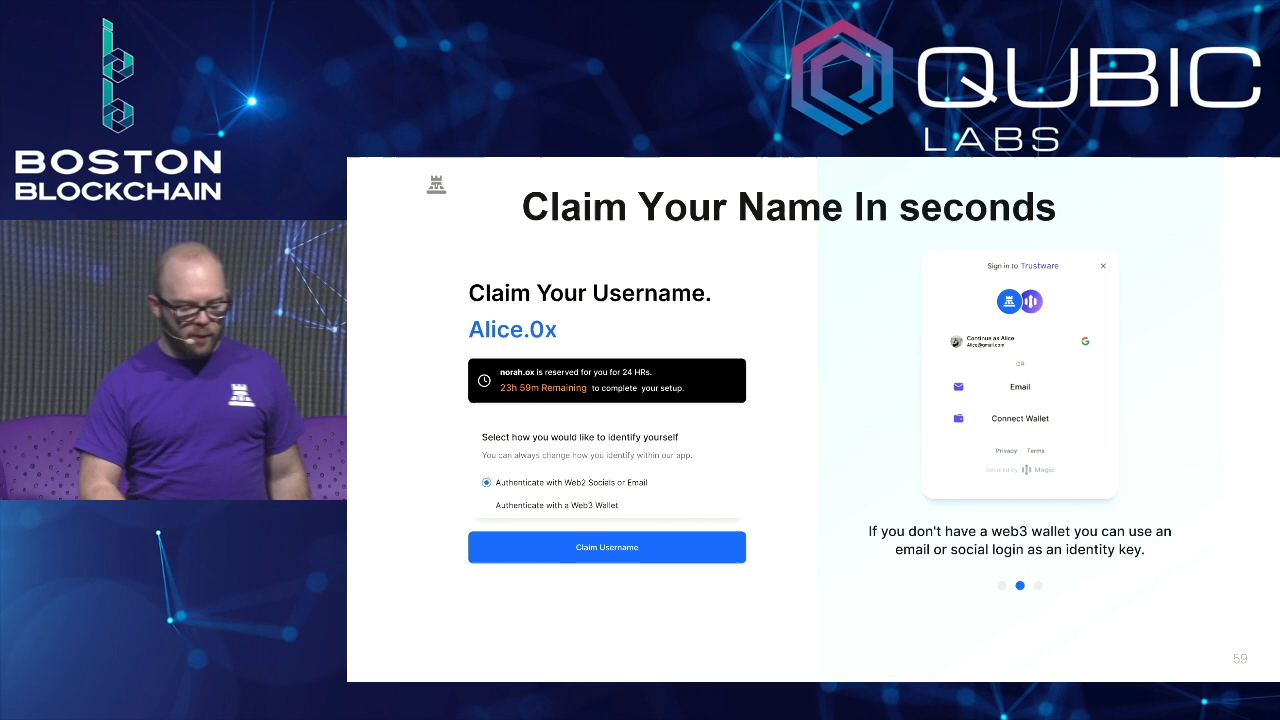 BOSTON
BLOCKCHAIN
QUBIC
LABS
Claim Your Name In seconds
Claim Your Username.
Alice.0x
norah.ox is reserved for you for 24 HRs.
23h 59m Remaining to complete your setup.
Select how you would like to identify yourself
You can always change how you identify within our app.
Authenticate with Web2 Socials or Email
Authenticate with a Web3 Wallet
Claim Username
Sign in to Trustware
Continue as Alice
Alice@gmail.com
OR
Email
Connect Wallet
Privacy Terms
Secured by Magic
If you don't have a web3 wallet you can use an
email or social login as an identity key.
59